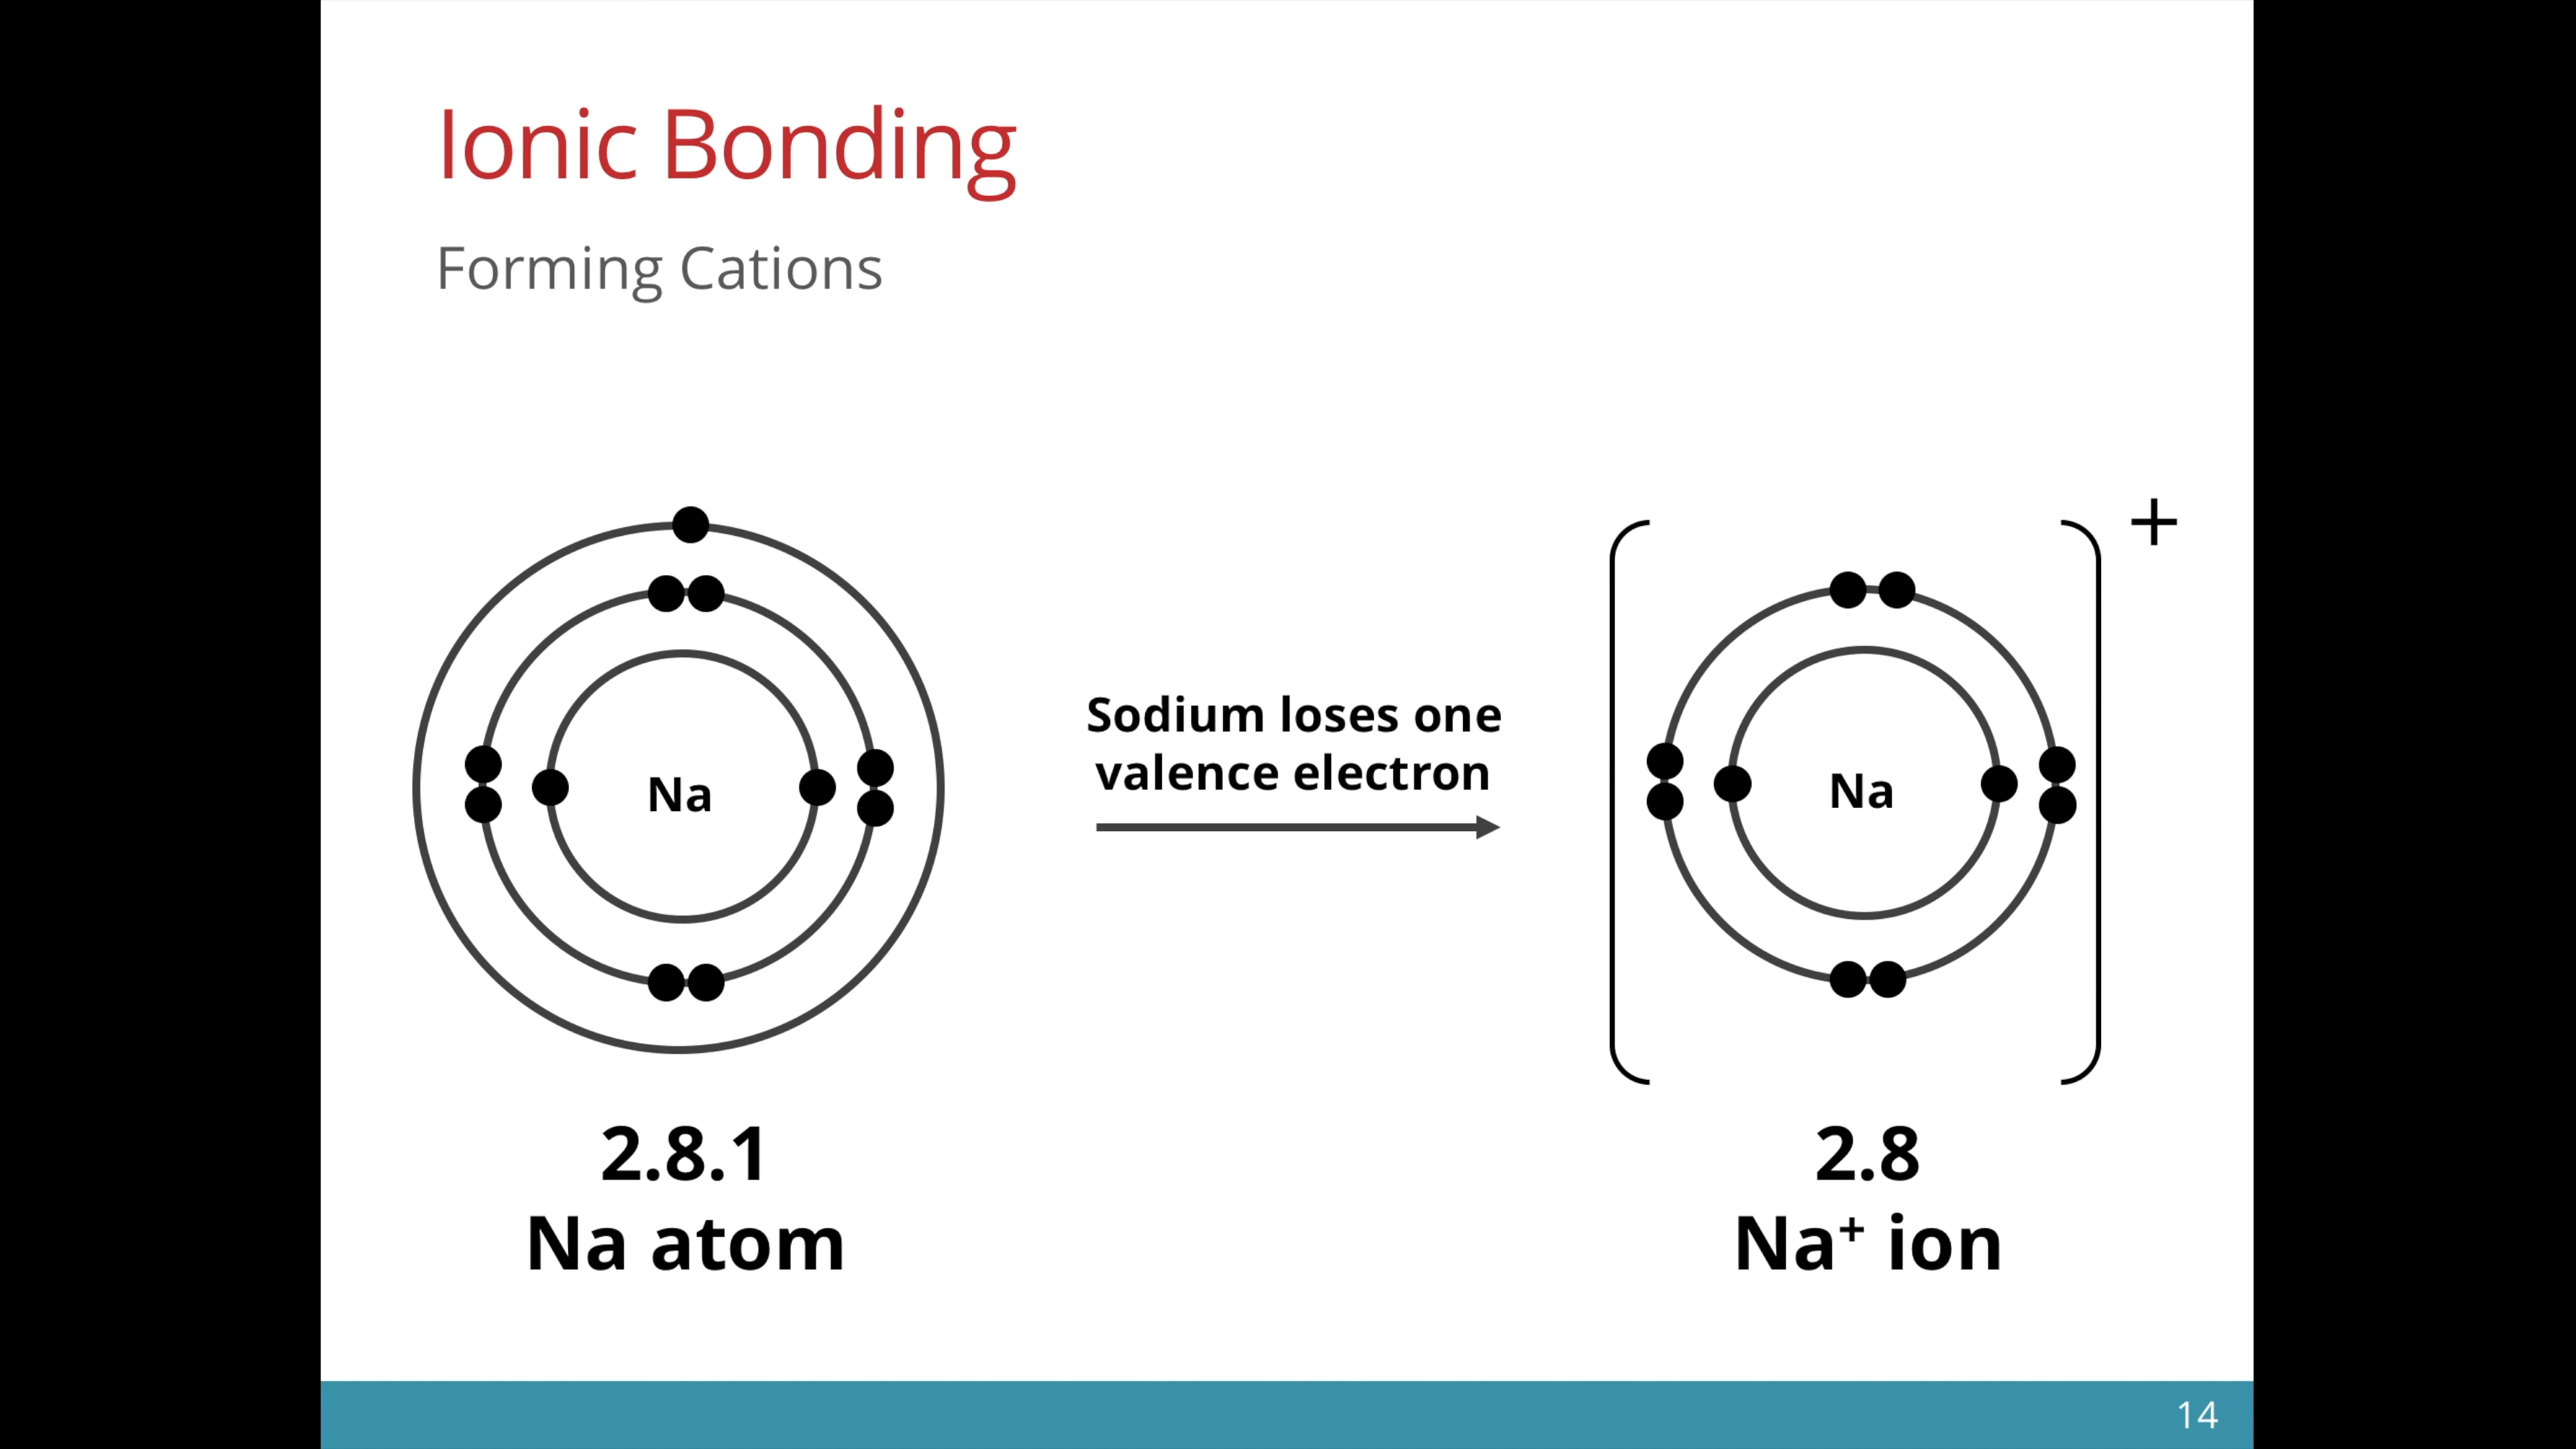 Ionic Bonding
Forming Cations
+
Sodium loses one
valence electron
Na
Na
2.8.1
Na atom
2.8
Na⁺ ion
14